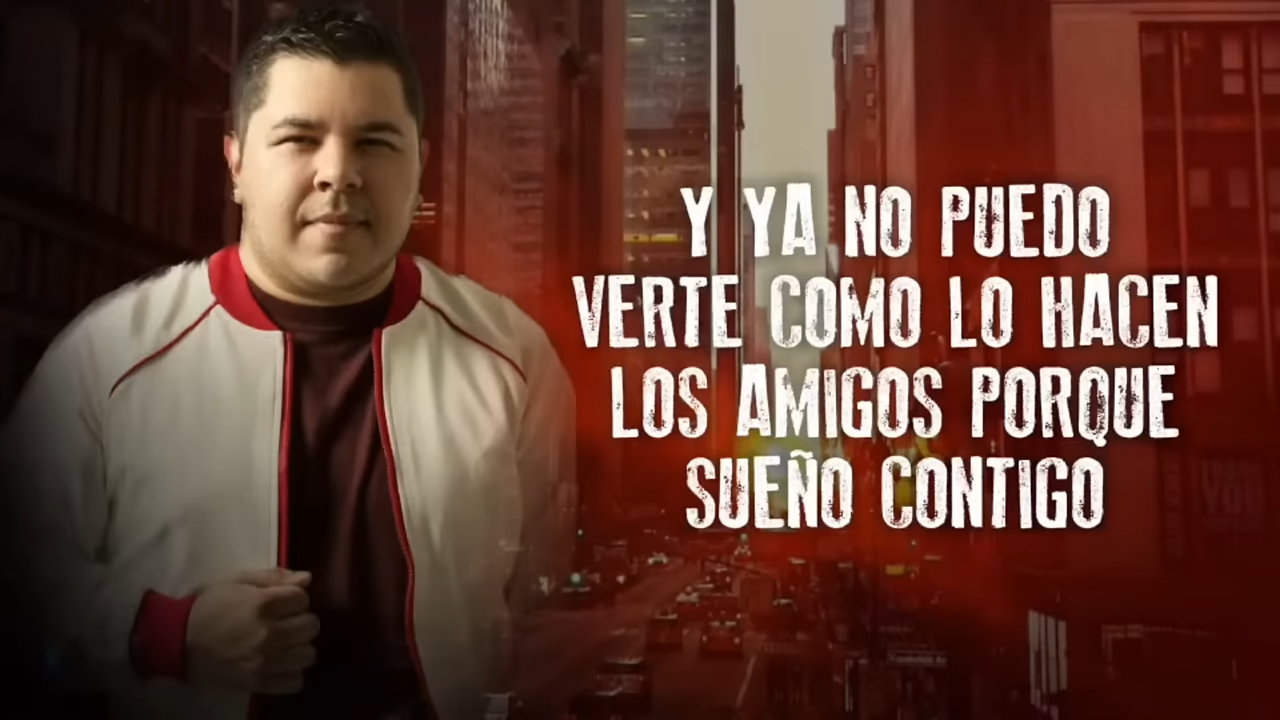 Y YA NO PUEDO
VERTE COMO LO HACEN
LOS AMIGOS PORQUE
SUEÑO CONTIGO